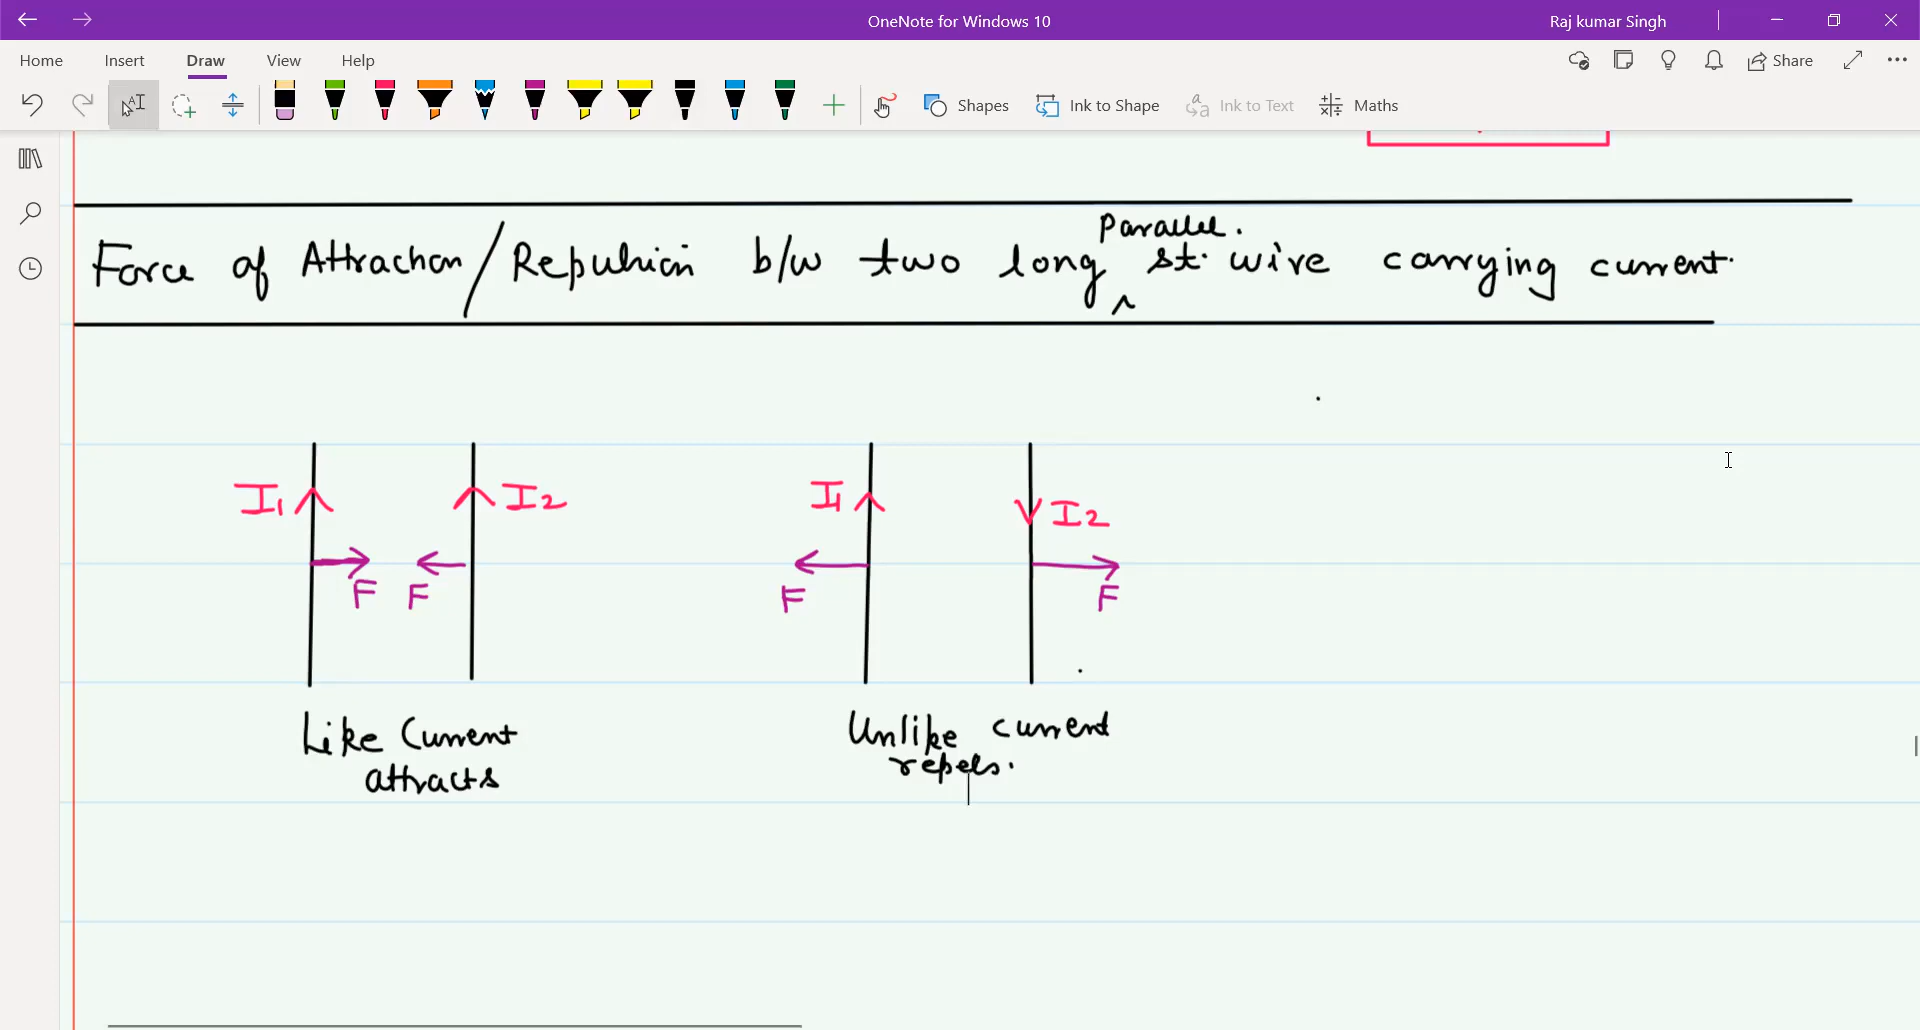 OneNote for Windows 10
Raj kumar Singh
Home Insert Draw View Help
Share
Shapes
Ink to Shape
Ink to Text
Maths
Parallel.
Force of Attraction/Repulsion b/w two long ^ st. wire carrying current.
I1 I2
I1 I2
F F
F F
Like Current
attracts
Unlike current
repels.